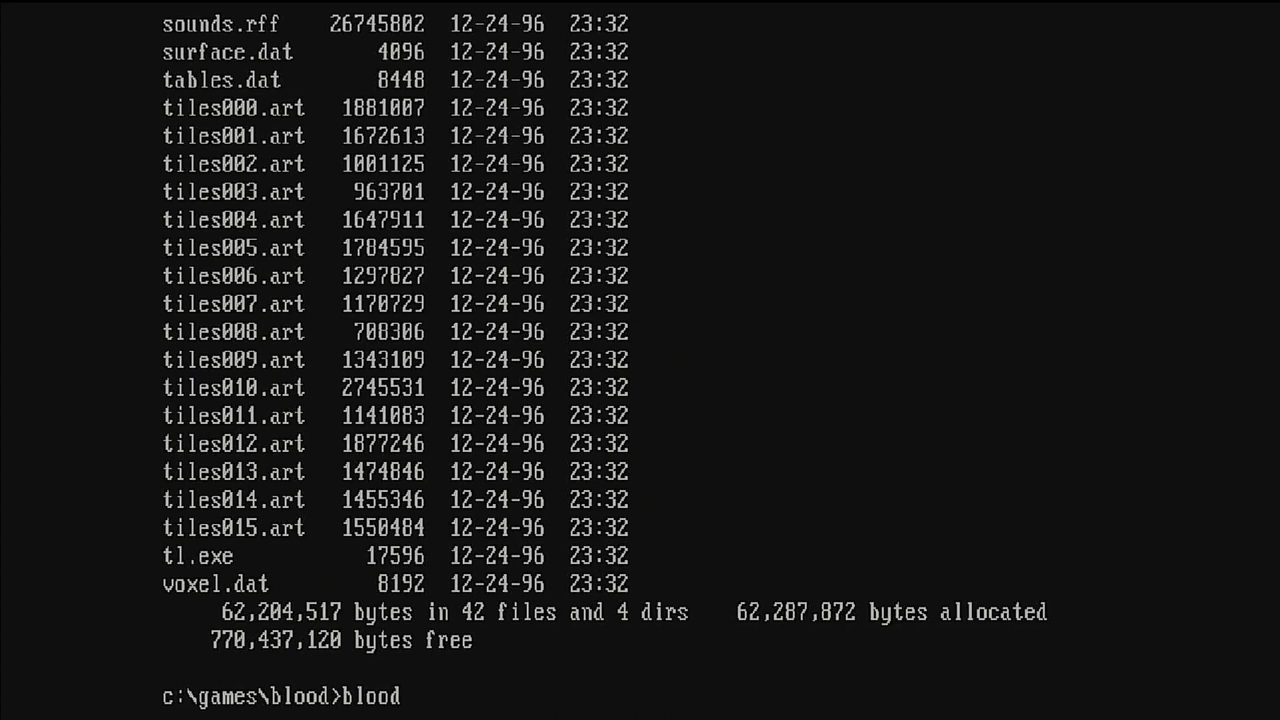 sounds.rff 26745802 12-24-96 23:32
surface.dat 4096 12-24-96 23:32
tables.dat 8448 12-24-96 23:32
tiles000.art 1881007 12-24-96 23:32
tiles001.art 1672613 12-24-96 23:32
tiles002.art 1001125 12-24-96 23:32
tiles003.art 963701 12-24-96 23:32
tiles004.art 1647911 12-24-96 23:32
tiles005.art 1784595 12-24-96 23:32
tiles006.art 1297827 12-24-96 23:32
tiles007.art 1170729 12-24-96 23:32
tiles008.art 708306 12-24-96 23:32
tiles009.art 1343109 12-24-96 23:32
tiles010.art 2745531 12-24-96 23:32
tiles011.art 1141083 12-24-96 23:32
tiles012.art 1877246 12-24-96 23:32
tiles013.art 1474846 12-24-96 23:32
tiles014.art 1455346 12-24-96 23:32
tiles015.art 1550484 12-24-96 23:32
tl.exe 17596 12-24-96 23:32
voxel.dat 8192 12-24-96 23:32
62,204,517 bytes in 42 files and 4 dirs 62,287,872 bytes allocated
770,437,120 bytes free
c:\games\blood>blood